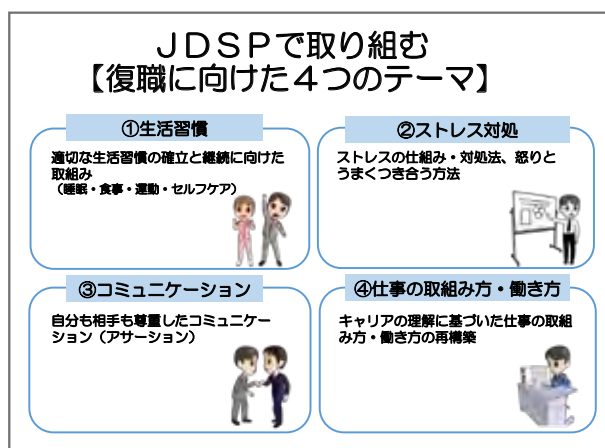 ＪＤＳＰで取り組む
【復職に向けた４つのテーマ】
①生活習慣
適切な生活習慣の確立と継続に向けた
取組み
（睡眠・食事・運動・セルフケア）
②ストレス対処
ストレスの仕組み・対処法、怒りと
うまくつき合う方法
③コミュニケーション
自分も相手も尊重したコミュニケー
ション（アサーション）
④仕事の取組み方・働き方
キャリアの理解に基づいた仕事の取組
み方・働き方の再構築